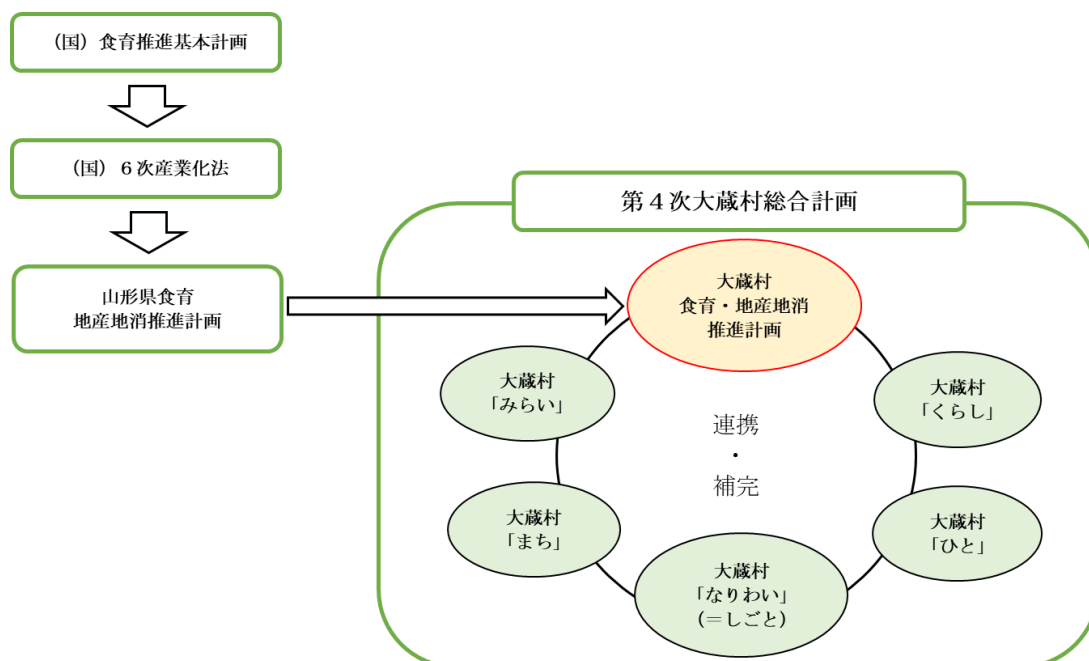 （国）食育推進基本計画
（国）６次産業化法
山形県食育
地産地消推進計画
第４次大蔵村総合計画
大蔵村
食育・地産地消
推進計画
大蔵村
「みらい」
大蔵村
「くらし」
連携
・
補完
大蔵村
「まち」
大蔵村
「ひと」
大蔵村
「なりわい」
（＝しごと）